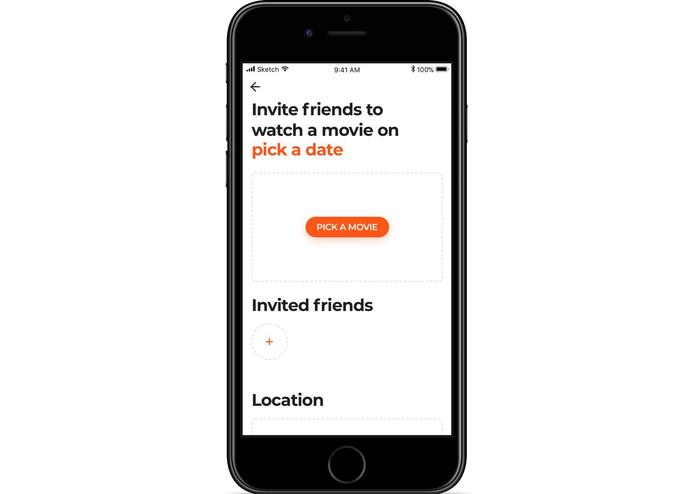 Sketch 9:41 AM 100%
Invite friends to
watch a movie on
pick a date
PICK A MOVIE
Invited friends
+
Location